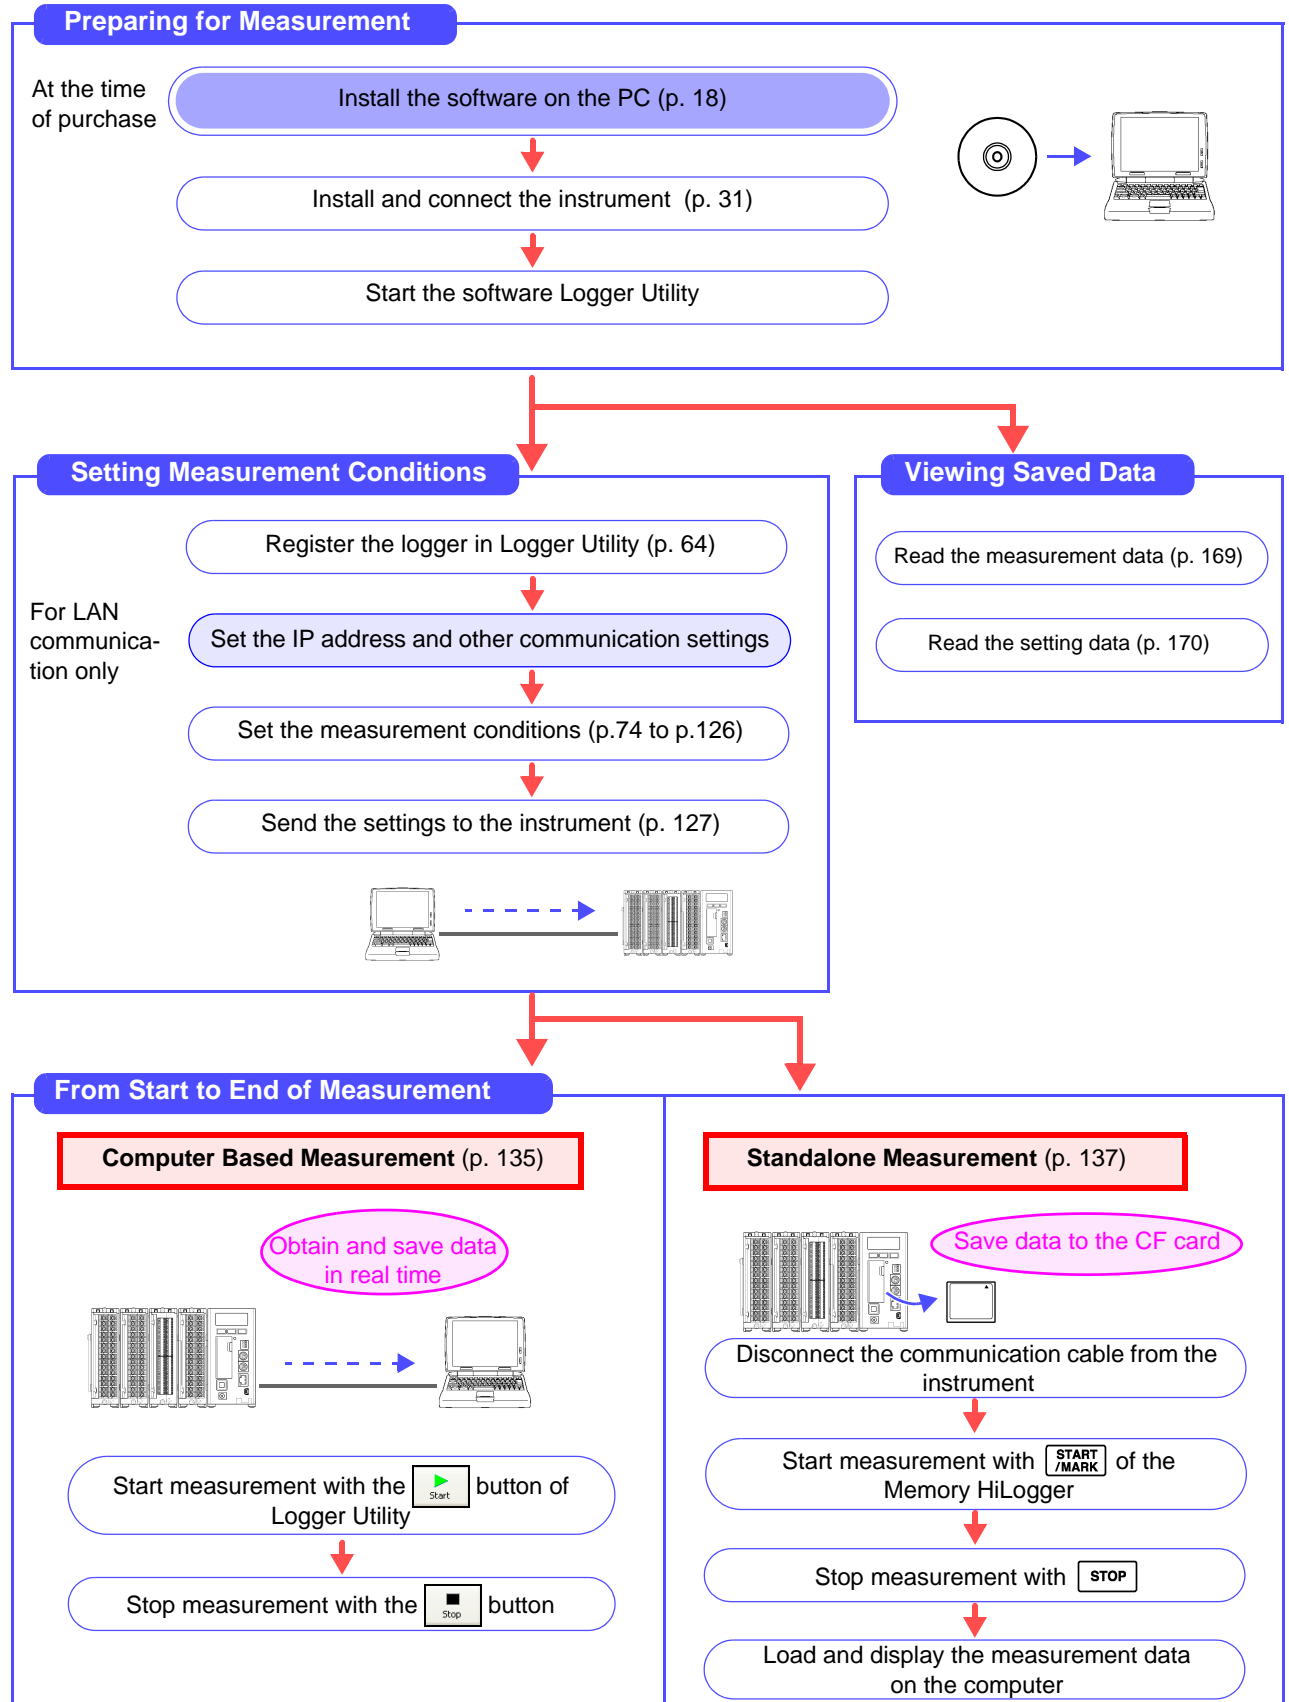 Preparing for Measurement
At the time
of purchase
Install the software on the PC (p. 18)
Install and connect the instrument (p. 31)
Start the software Logger Utility
Setting Measurement Conditions
Register the logger in Logger Utility (p. 64)
For LAN
communica-
tion only
Set the IP address and other communication settings
Set the measurement conditions (p.74 to p.126)
Send the settings to the instrument (p. 127)
Viewing Saved Data
Read the measurement data (p. 169)
Read the setting data (p. 170)
From Start to End of Measurement
Computer Based Measurement (p. 135)
Obtain and save data
in real time
Start measurement with the Start button of
Logger Utility
Stop measurement with the Stop button
Standalone Measurement (p. 137)
Save data to the CF card
Disconnect the communication cable from the
instrument
Start measurement with START /MARK of the
Memory HiLogger
Stop measurement with STOP
Load and display the measurement data
on the computer